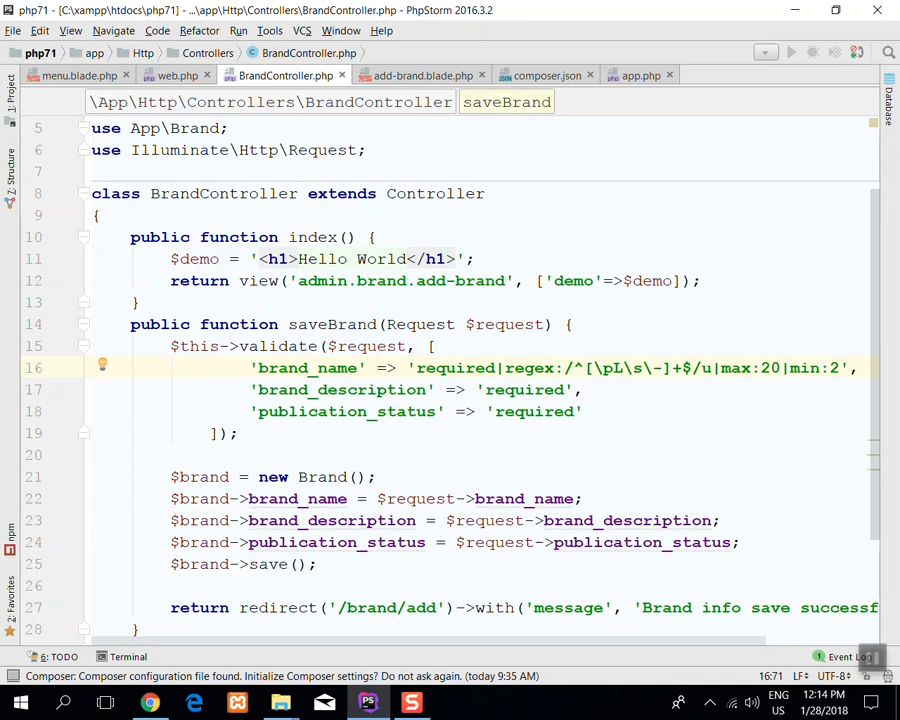 php71 - [C:\xampp\htdocs\php71] - ...\app\Http\Controllers\BrandController.php - PhpStorm 2016.3.2
File Edit View Navigate Code Refactor Run Tools VCS Window Help
php71 app Http Controllers BrandController.php
menu.blade.php web.php BrandController.php add-brand.blade.php composer.json app.php
\App\Http\Controllers\BrandController saveBrand
1: Project
Z: Structure
npm
2: Favorites
Database
5 use App\Brand;
6 use Illuminate\Http\Request;
7
8 class BrandController extends Controller
9 {
10 public function index() {
11 $demo = '<h1>Hello World</h1>';
12 return view('admin.brand.add-brand', ['demo'=>$demo]);
13 }
14 public function saveBrand(Request $request) {
15 $this->validate($request, [
16 'brand_name' => 'required|regex:/^[\pL\s\-]+$/u|max:20|min:2',
17 'brand_description' => 'required',
18 'publication_status' => 'required'
19 ]);
20
21 $brand = new Brand();
22 $brand->brand_name = $request->brand_name;
23 $brand->brand_description = $request->brand_description;
24 $brand->publication_status = $request->publication_status;
25 $brand->save();
26
27 return redirect('/brand/add')->with('message', 'Brand info save successf
28 }
6: TODO Terminal 1 Event Log
Composer: Composer configuration file found. Initialize Composer settings? Do not ask again. (today 9:35 AM) 16:71 LF UTF-8
ENG 12:14 PM
US 1/28/2018